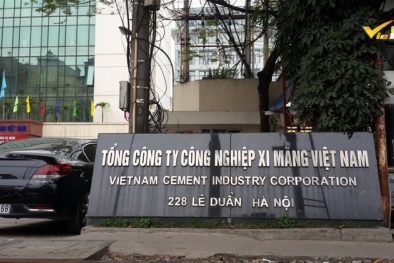 TỔNG CÔNG TY CÔNG NGHIỆP XI MĂNG VIỆT NAM
VIETNAM CEMENT INDUSTRY CORPORATION
228 LÊ DUẨN HÀ NỘI